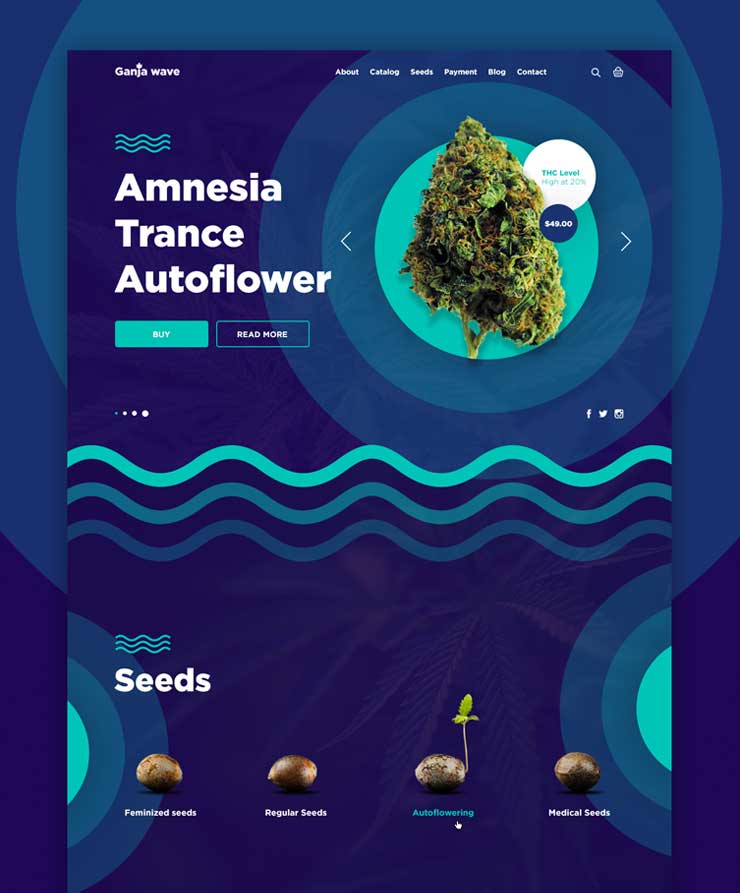 Ganja wave
About Catalog Seeds Payment Blog Contact
Amnesia
Trance
Autoflower
THC Level
High at 20%
$49.00
BUY READ MORE
Seeds
Feminized seeds Regular Seeds Autoflowering Medical Seeds